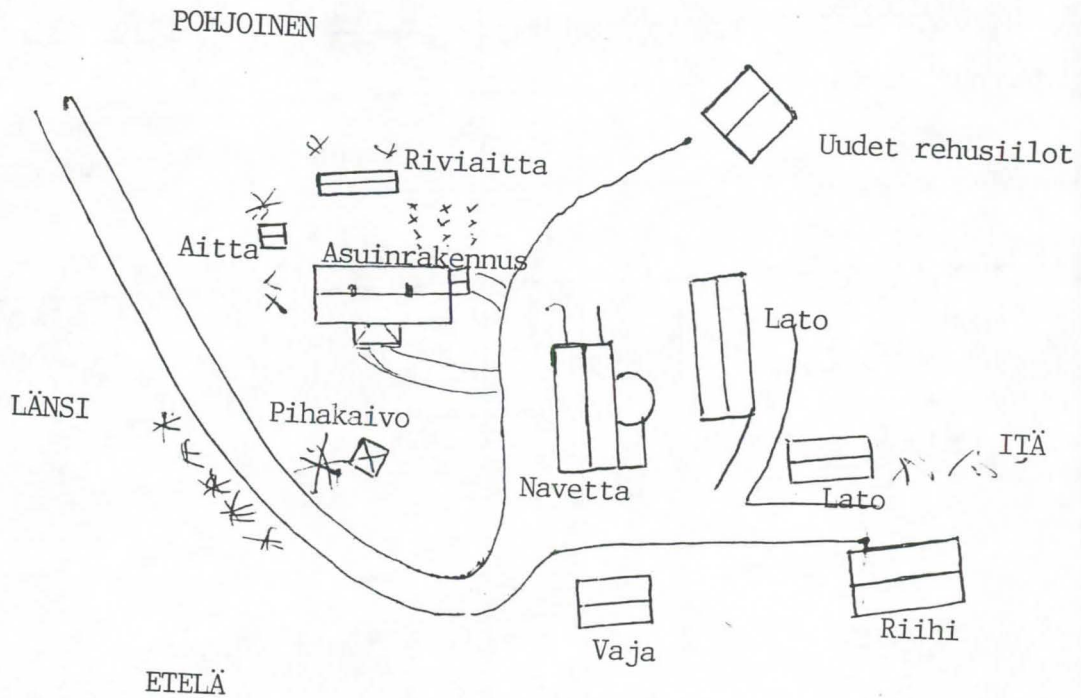 POHJOINEN
Uudet rehusiilot
Riviaitta
Aitta
Asuinrakennus
Lato
LÄNSI
Pihakaivo
ITÄ
Navetta
Lato
Vaja
Riihi
ETELÄ